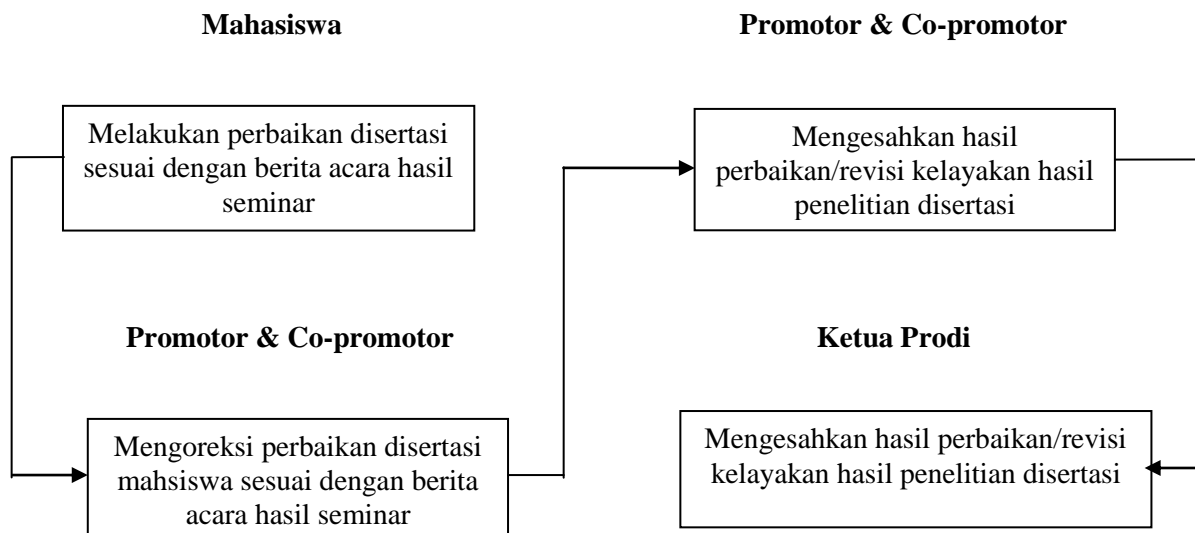 Mahasiswa
Melakukan perbaikan disertasi
sesuai dengan berita acara hasil
seminar
Promotor & Co-promotor
Mengoreksi perbaikan disertasi
mahsiswa sesuai dengan berita
acara hasil seminar
Promotor & Co-promotor
Mengesahkan hasil
perbaikan/revisi kelayakan hasil
penelitian disertasi
Ketua Prodi
Mengesahkan hasil perbaikan/revisi
kelayakan hasil penelitian disertasi